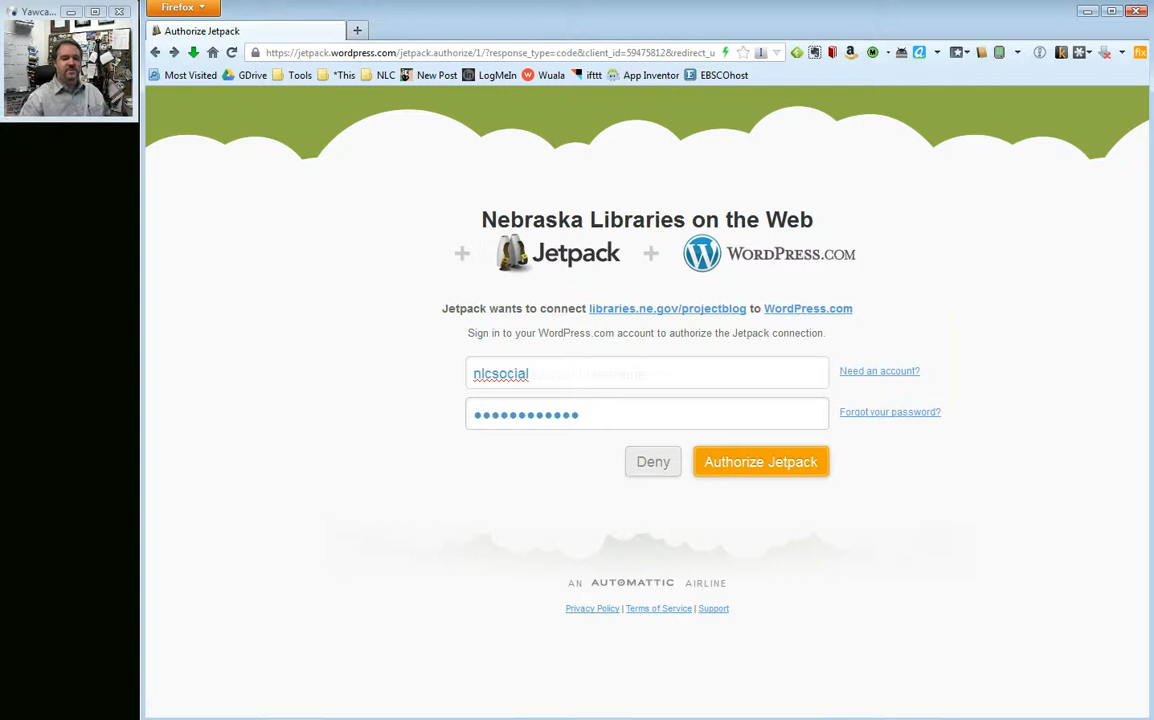 Yawca...
Firefox
Authorize Jetpack
https://jetpack.wordpress.com/jetpack.authorize/1/?response_type=code&client_id=59475812&redirect_u
Most Visited GDrive Tools *This NLC New Post LogMeIn Wuala ifttt App Inventor EBSCOhost
Nebraska Libraries on the Web
+ Jetpack + WORDPRESS.COM
Jetpack wants to connect libraries.ne.gov/projectblog to WordPress.com
Sign in to your WordPress.com account to authorize the Jetpack connection.
nlcsocial Need an account?
●●●●●●●●●●●● Forgot your password?
Deny Authorize Jetpack
AN AUTOMATTIC AIRLINE
Privacy Policy | Terms of Service | Support